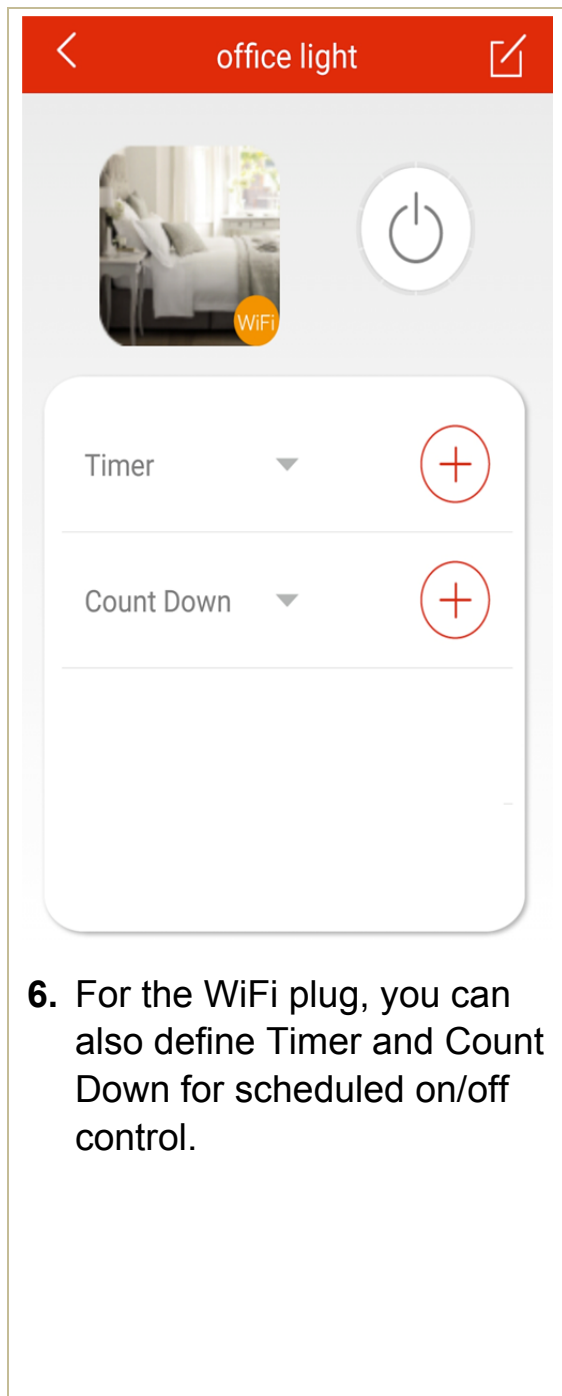 office light
WiFi
Timer
Count Down
6. For the WiFi plug, you can
also define Timer and Count
Down for scheduled on/off
control.